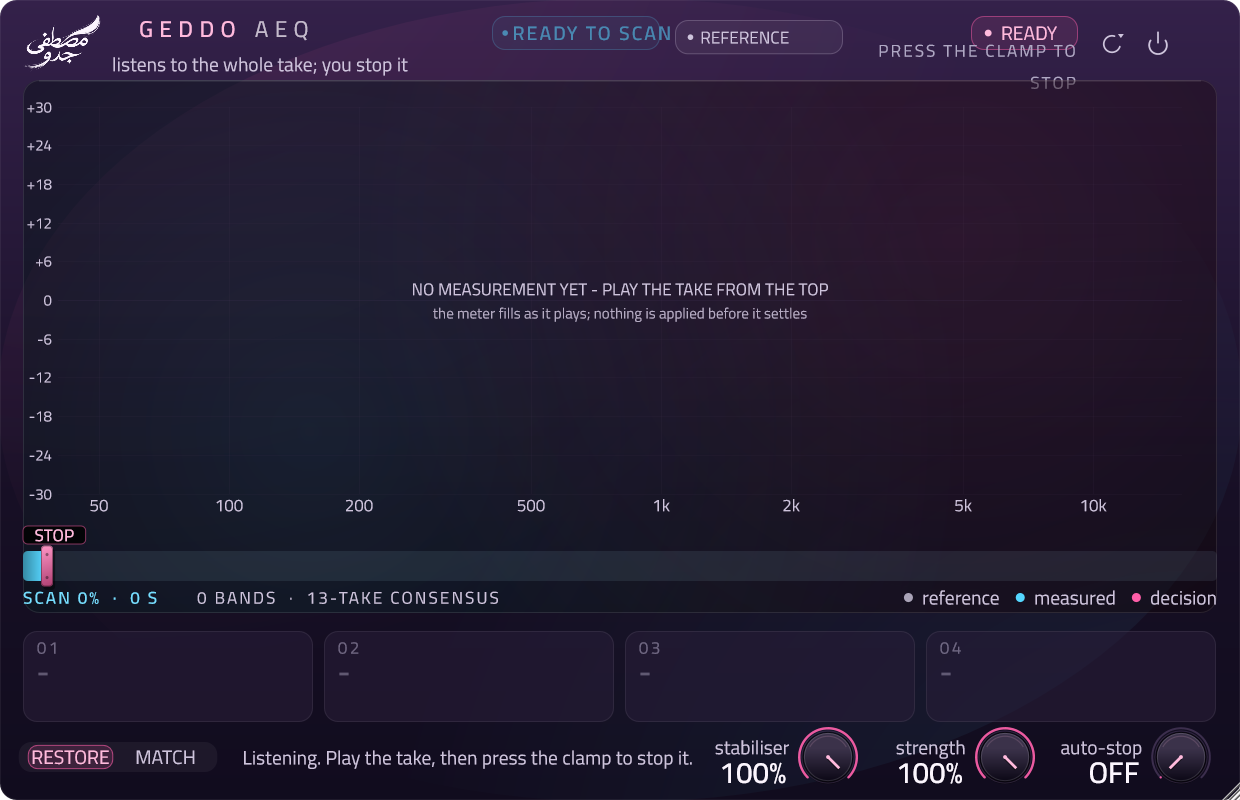 مصطفى
جدو
GEDDO AEQ
listens to the whole take; you stop it
READY TO SCAN
REFERENCE
READY
PRESS THE CLAMP TO
STOP
+30
+24
+18
+12
+6
0
-6
-12
-18
-24
-30
NO MEASUREMENT YET - PLAY THE TAKE FROM THE TOP
the meter fills as it plays; nothing is applied before it settles
50 100 200 500 1k 2k 5k 10k
STOP
SCAN 0% · 0 S 0 BANDS · 13-TAKE CONSENSUS
reference measured decision
01 02 03 04
– – – –
RESTORE MATCH Listening. Play the take, then press the clamp to stop it.
stabiliser
100%
strength
100%
auto-stop
OFF